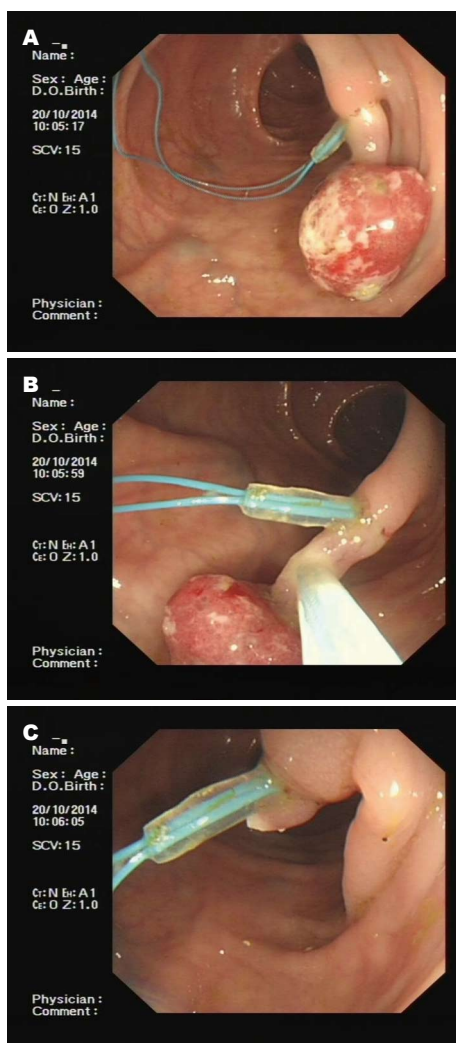 A
Name :
Sex : Age :
D.O.Birth :
20/10/2014
10:05:17
SCV:15
Ct:N Eh:A1
Ce:0 Z:1.0
Physician :
Comment :
B
Name :
Sex : Age :
D.O.Birth :
20/10/2014
10:05:59
SCV:15
Ct:N Eh:A1
Ce:0 Z:1.0
Physician :
Comment :
C
Name :
Sex : Age :
D.O.Birth :
20/10/2014
10:06:05
SCV:15
Ct:N Eh:A1
Ce:0 Z:1.0
Physician :
Comment :